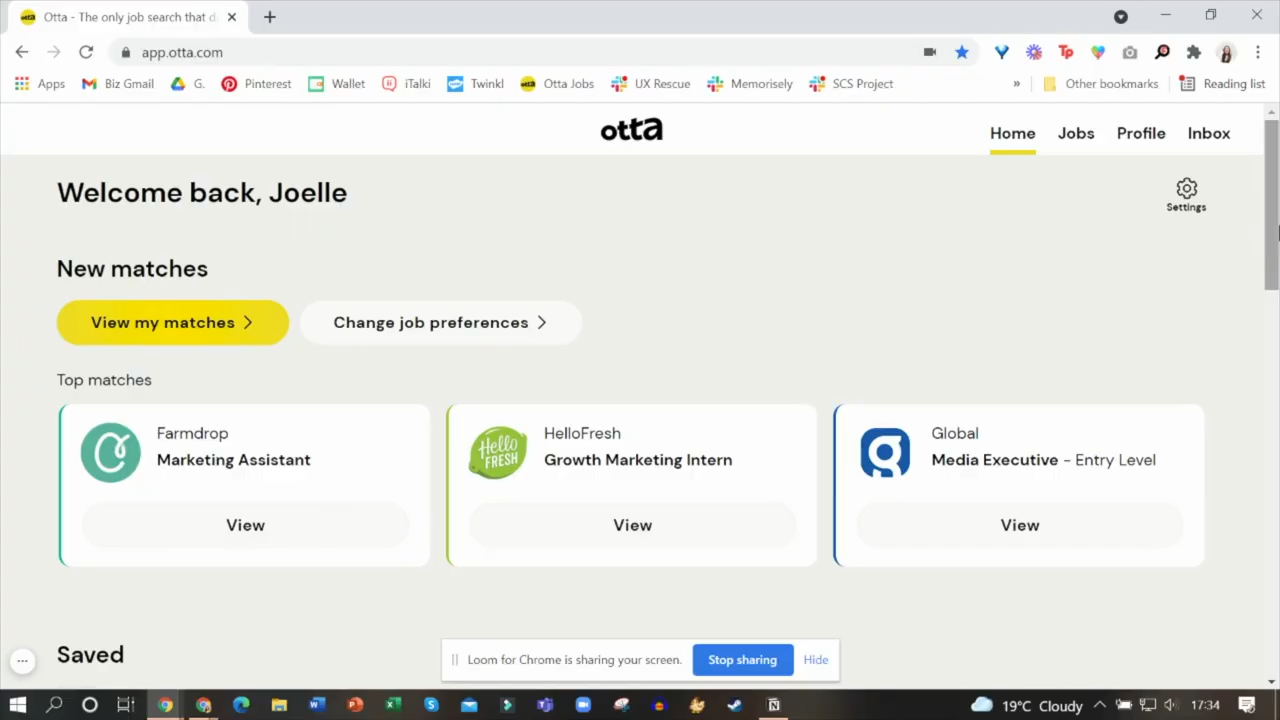 otta
Otta - The only job search that d
app.otta.com
Tp
Apps
Biz Gmail
G.
Pinterest
Wallet
iTalki
Twinkl
otta
Otta Jobs
UX Rescue
Memorisely
SCS Project
»
Other bookmarks
Reading list
otta
Home
Jobs
Profile
Inbox
Welcome back, Joelle
Settings
New matches
View my matches
Change job preferences
Top matches
Farmdrop
Marketing Assistant
View
Hello
FRESH
HelloFresh
Growth Marketing Intern
View
Global
Media Executive - Entry Level
View
Saved
Loom for Chrome is sharing your screen.
Stop sharing
Hide
19°C Cloudy
17:34